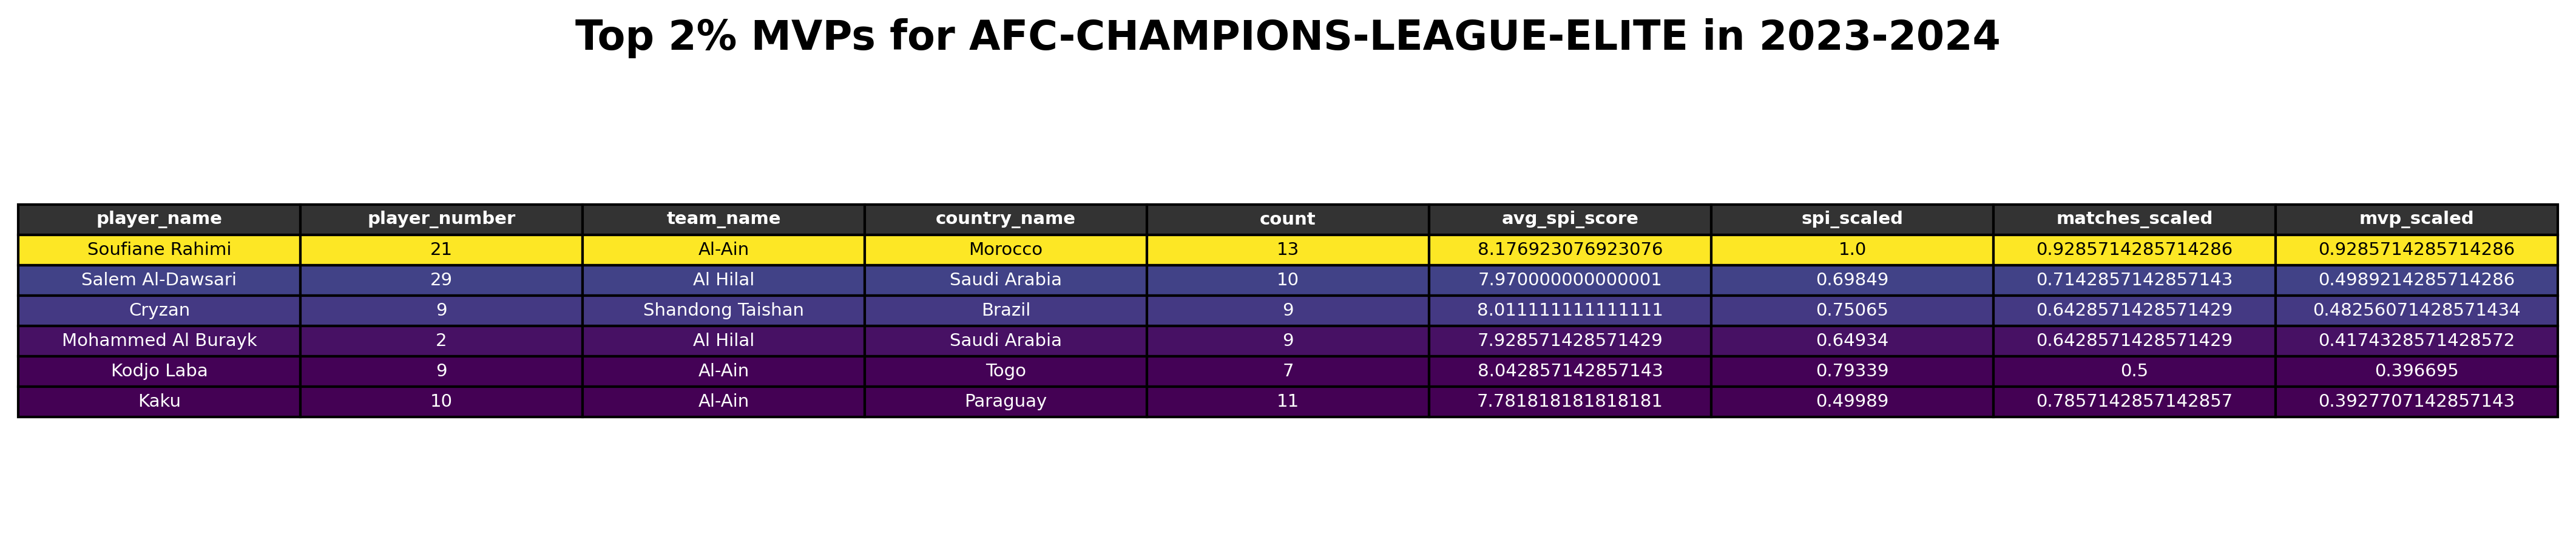 Top 2% MVPs for AFC-CHAMPIONS-LEAGUE-ELITE in 2023-2024
player_name player_number team_name country_name count avg_spi_score spi_scaled matches_scaled mvp_scaled
Soufiane Rahimi 21 Al-Ain Morocco 13 8.176923076923076 1.0 0.9285714285714286 0.9285714285714286
Salem Al-Dawsari 29 Al Hilal Saudi Arabia 10 7.970000000000001 0.69849 0.7142857142857143 0.4989214285714286
Cryzan 9 Shandong Taishan Brazil 9 8.011111111111111 0.75065 0.6428571428571429 0.48256071428571434
Mohammed Al Burayk 2 Al Hilal Saudi Arabia 9 7.928571428571429 0.64934 0.6428571428571429 0.4174328571428572
Kodjo Laba 9 Al-Ain Togo 7 8.042857142857143 0.79339 0.5 0.396695
Kaku 10 Al-Ain Paraguay 11 7.781818181818181 0.49989 0.7857142857142857 0.3927707142857143